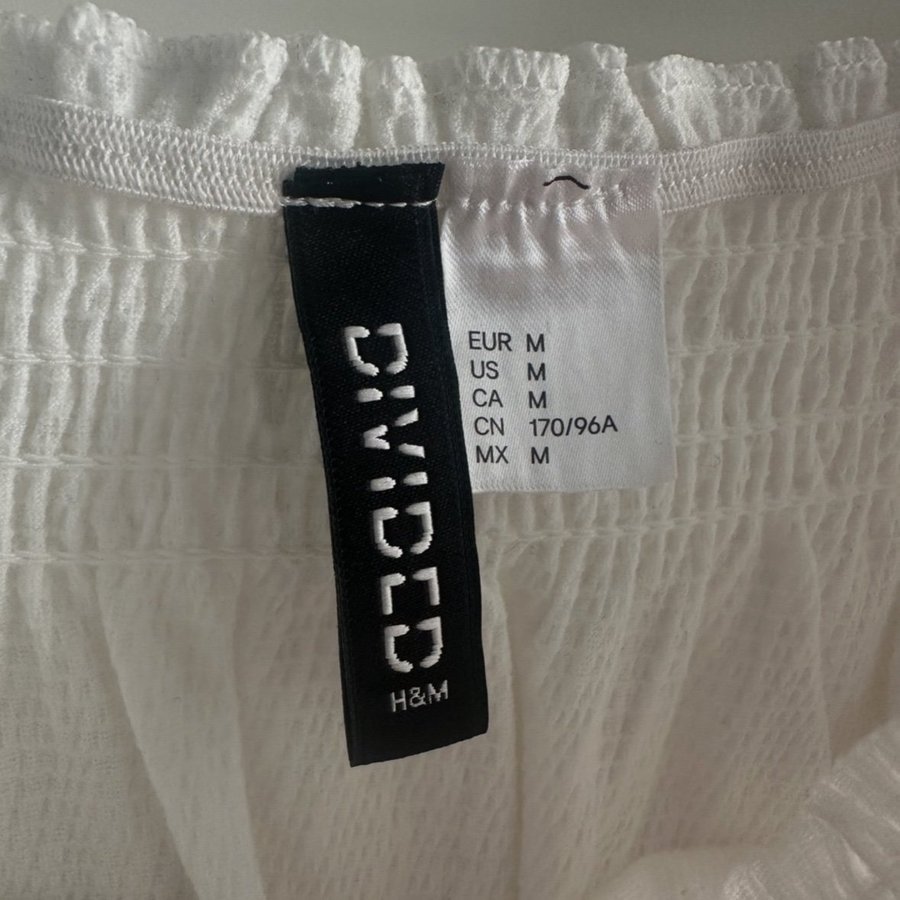 DIVIDED
H&M
EUR M
US M
CA M
CN 170/96A
MX M